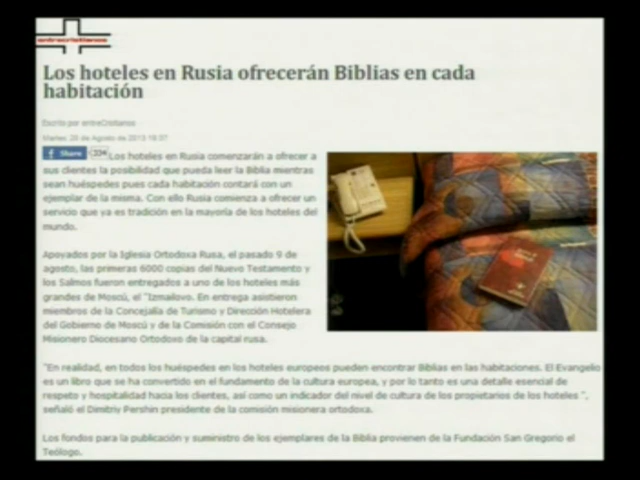 entrecristianos
Los hoteles en Rusia ofrecerán Biblias en cada
habitación
Escrito por entreCristianos
Martes, 20 de Agosto de 2013 18:37
Share 334 Los hoteles en Rusia comenzarán a ofrecer a
sus clientes la posibilidad que pueda leer la Biblia mientras
sean huéspedes pues cada habitación contará con un
ejemplar de la misma. Con ello Rusia comienza a ofrecer un
servicio que ya es tradición en la mayoría de los hoteles del
mundo.
Apoyados por la Iglesia Ortodoxa Rusa, el pasado 9 de
agosto, las primeras 6000 copias del Nuevo Testamento y
los Salmos fueron entregados a uno de los hoteles más
grandes de Moscú, el "Izmailovo. En entrega asistieron
miembros de la Concejalía de Turismo y Dirección Hotelera
del Gobierno de Moscú y de la Comisión con el Consejo
Misionero Diocesano Ortodoxo de la capital rusa.
"En realidad, en todos los huéspedes en los hoteles europeos pueden encontrar Biblias en las habitaciones. El Evangelio
es un libro que se ha convertido en el fundamento de la cultura europea, y por lo tanto es una detalle esencial de
respeto y hospitalidad hacia los clientes, así como un indicador del nivel de cultura de los propietarios de los hoteles ",
señaló el Dimitriy Pershin presidente de la comisión misionera ortodoxa.
Los fondos para la publicación y suministro de los ejemplares de la Biblia provienen de la Fundación San Gregorio el
Teólogo.